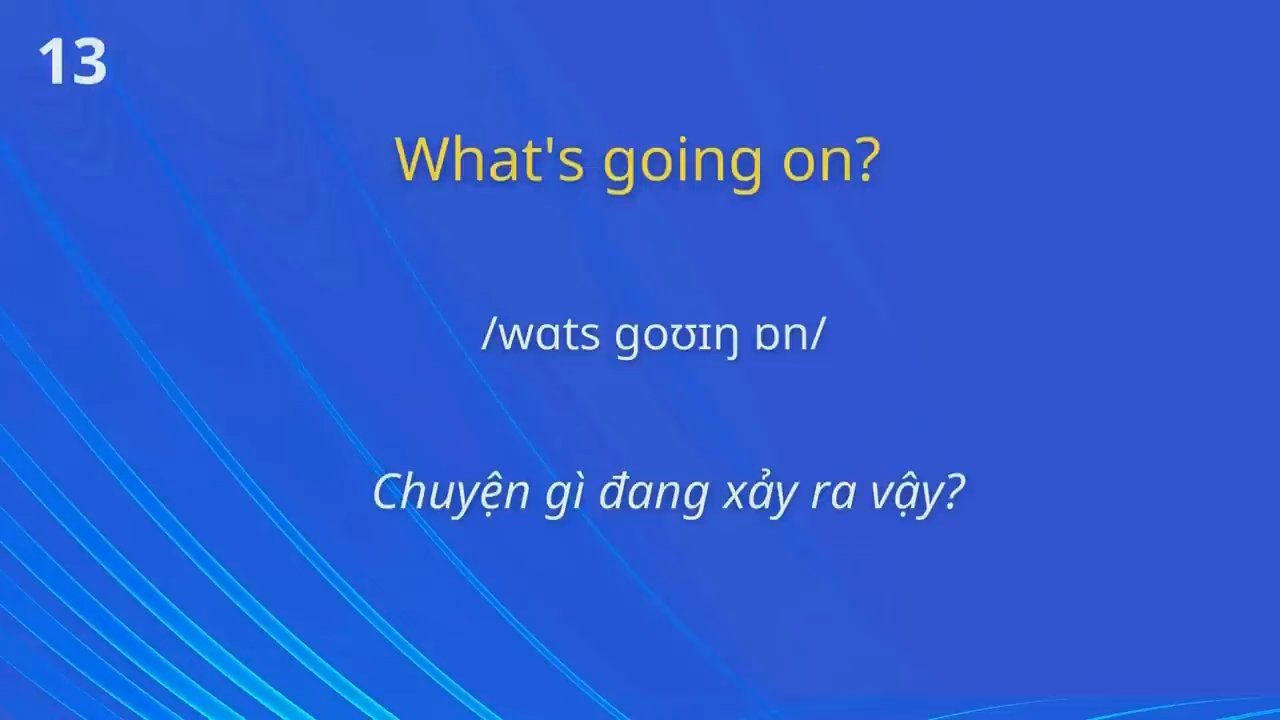 13
What's going on?
/wɑts goʊɪŋ ɒn/
Chuyện gì đang xảy ra vậy?